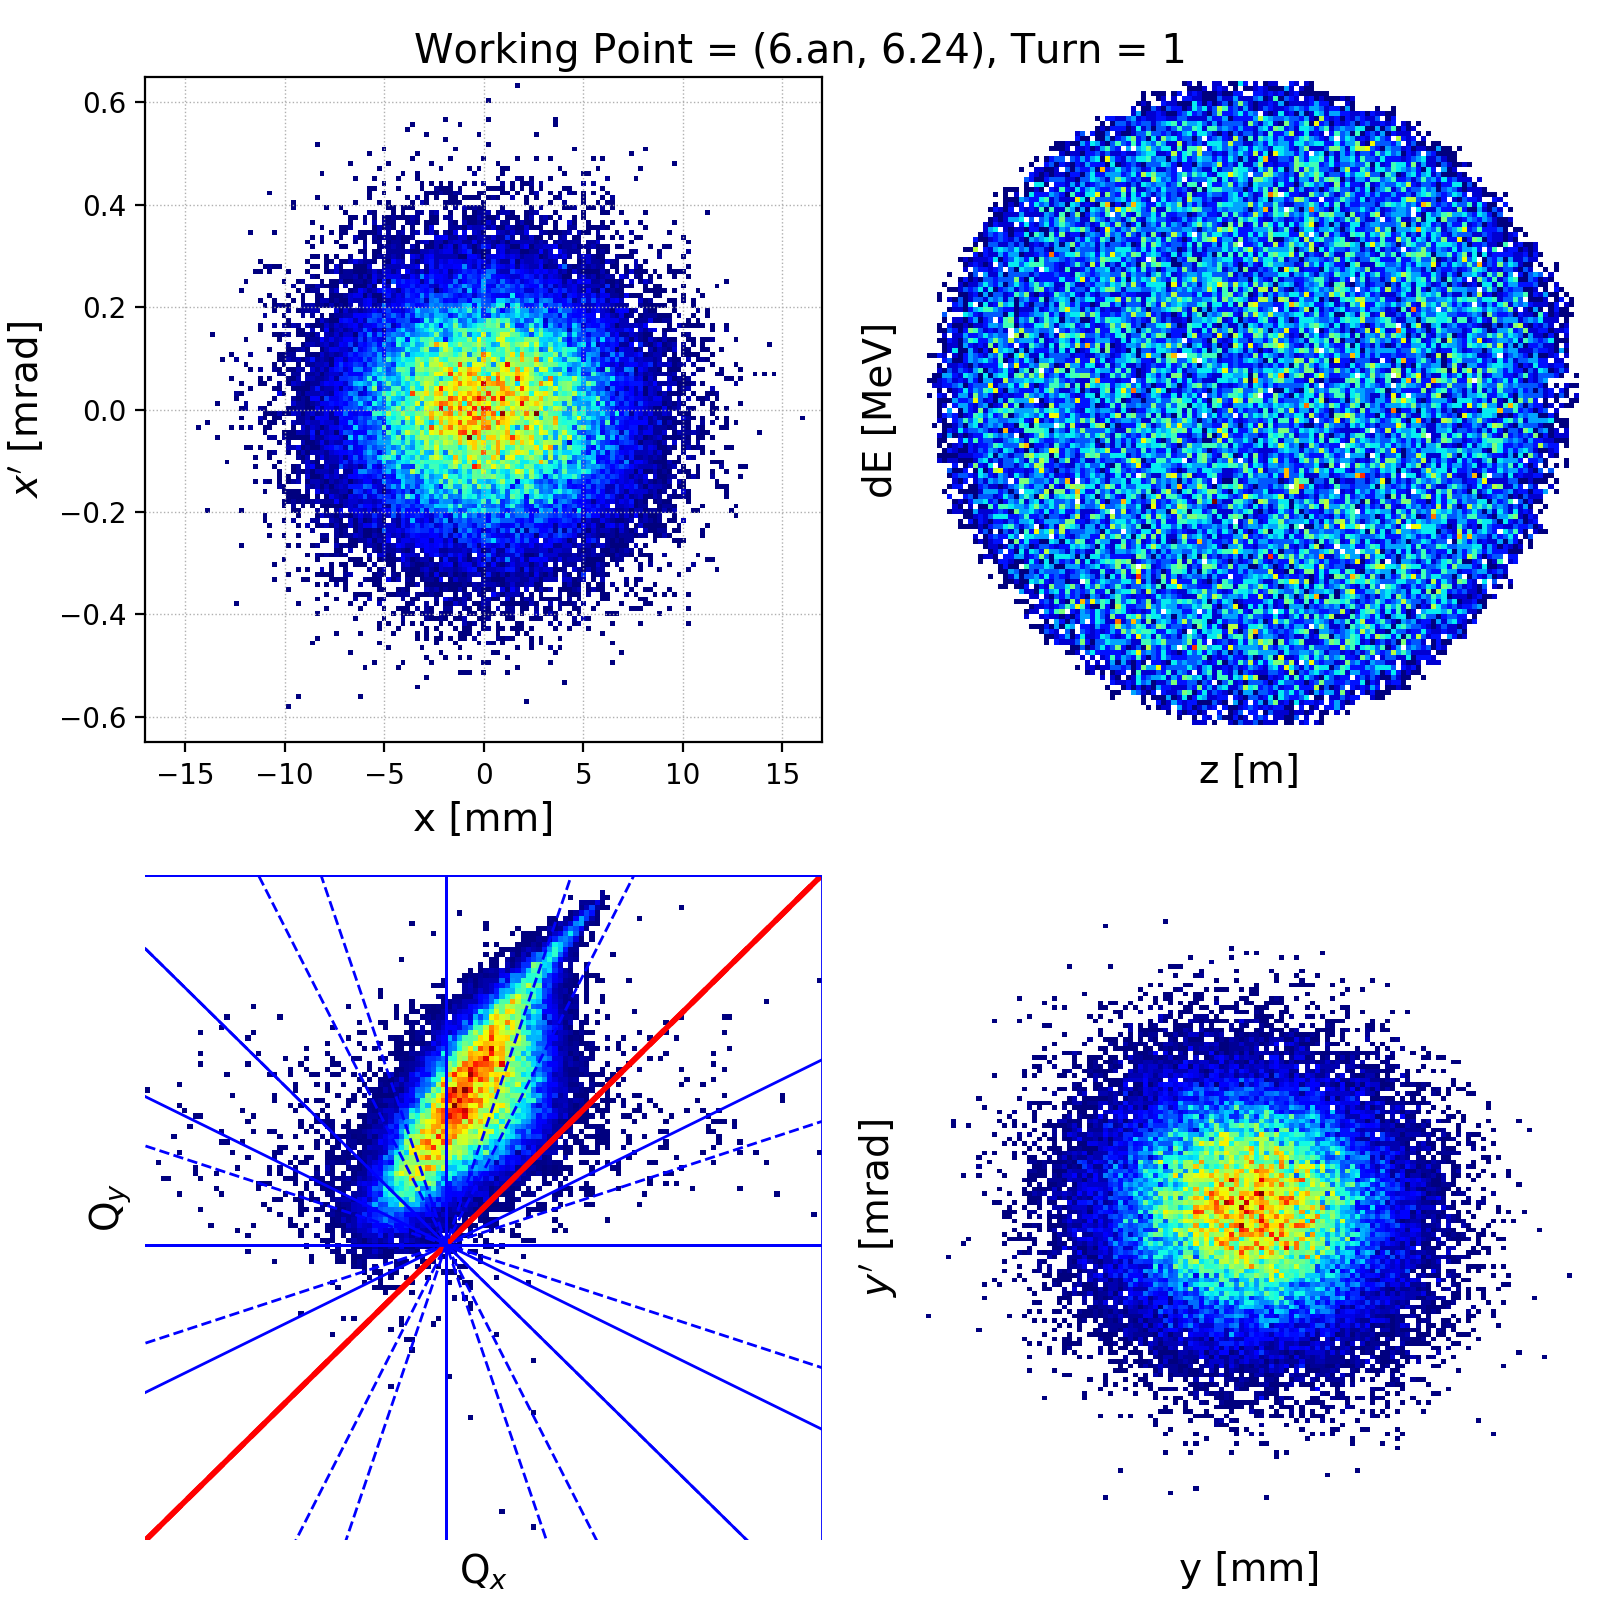 Working Point = (6.an, 6.24), Turn = 1
0.6
0.4
0.2
0.0
−0.2
−0.4
−0.6
x′ [mrad]
−15 −10 −5 0 5 10 15
x [mm]
dE [MeV]
z [m]
Qy
Qx
y′ [mrad]
y [mm]